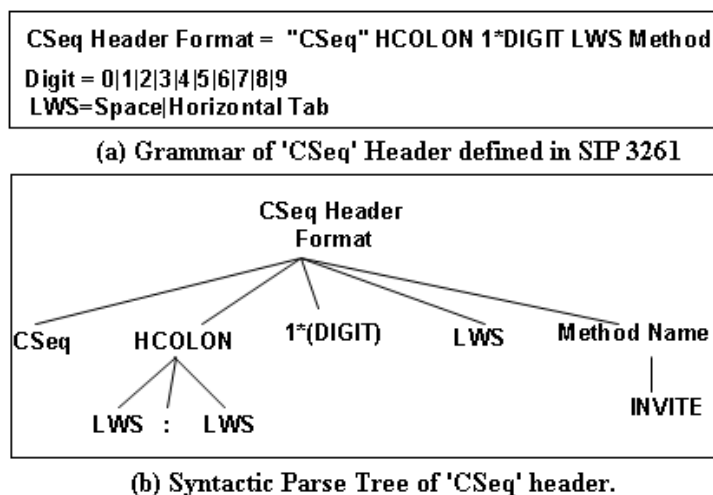 CSeq Header Format = "CSeq" HCOLON 1*DIGIT LWS Method
Digit = 0|1|2|3|4|5|6|7|8|9
LWS=Space|Horizontal Tab
(a) Grammar of 'CSeq' Header defined in SIP 3261
CSeq Header
Format
CSeq HCOLON 1*(DIGIT) LWS Method Name
LWS : LWS INVITE
(b) Syntactic Parse Tree of 'CSeq' header.